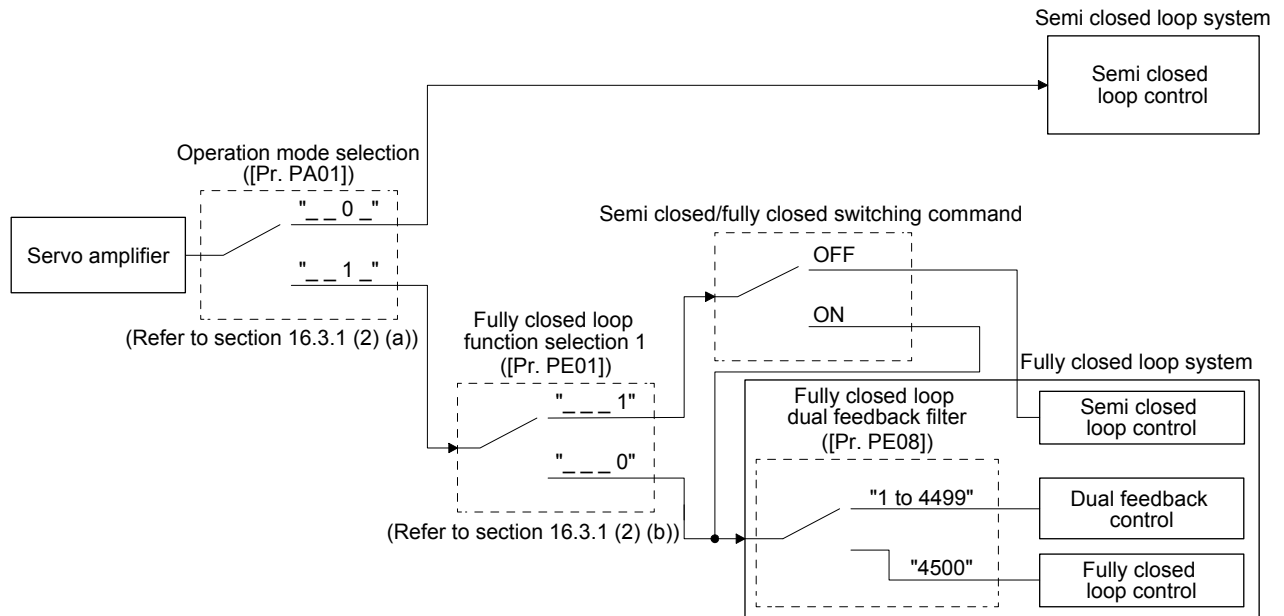 Semi closed loop system
Semi closed
loop control
Operation mode selection
([Pr. PA01])
"_ _ 0 _"
Servo amplifier
"_ _ 1 _"
(Refer to section 16.3.1 (2) (a))
Semi closed/fully closed switching command
OFF
ON
Fully closed loop
function selection 1
([Pr. PE01])
"_ _ _ 1"
"_ _ _ 0"
(Refer to section 16.3.1 (2) (b))
Fully closed loop system
Fully closed loop
dual feedback filter
([Pr. PE08])
"1 to 4499"
"4500"
Semi closed
loop control
Dual feedback
control
Fully closed
loop control